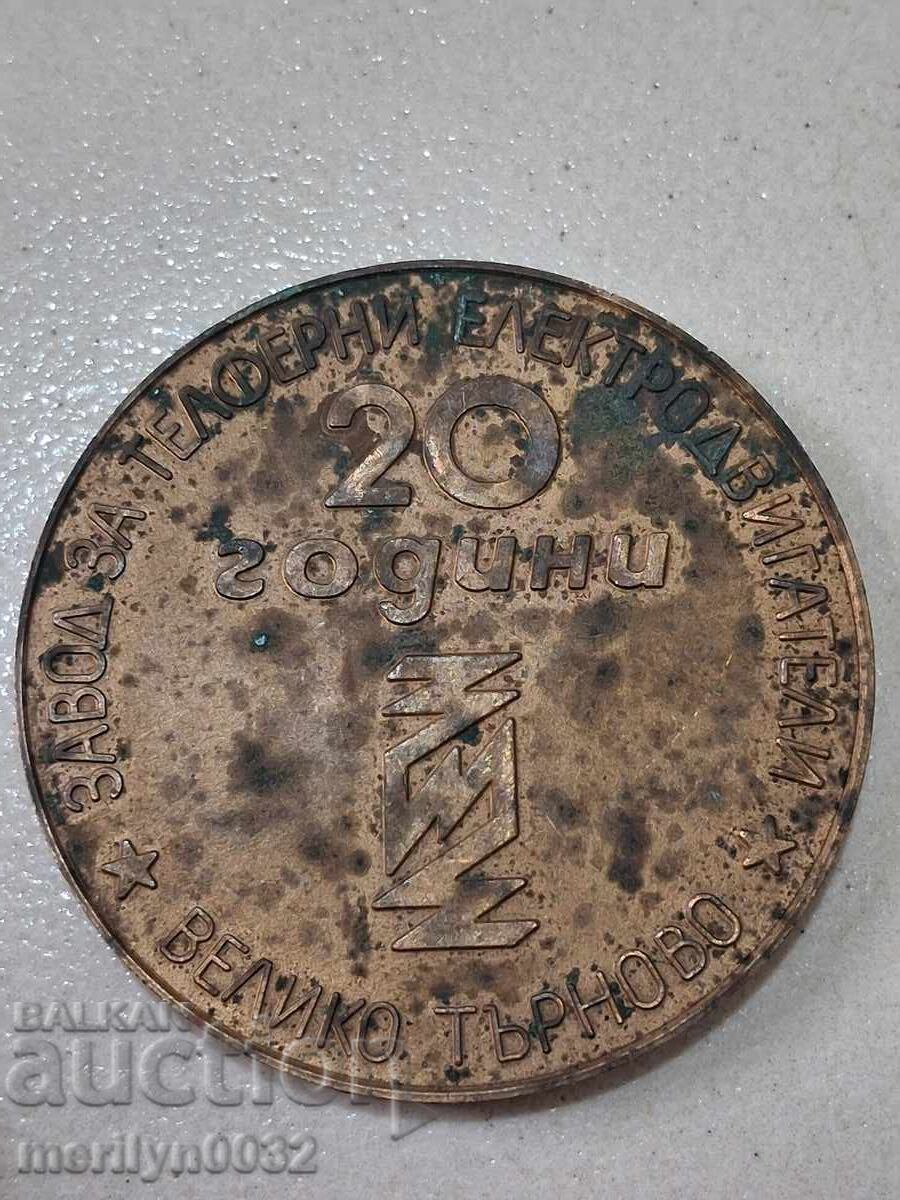 ЗАВОД ЗА ТЕЛФЕРНИ ЕЛЕКТРОДВИГАТЕЛИ
20
години
★ ВЕЛИКО ТЪРНОВО ★
BALKAN
auction
merilyn0032